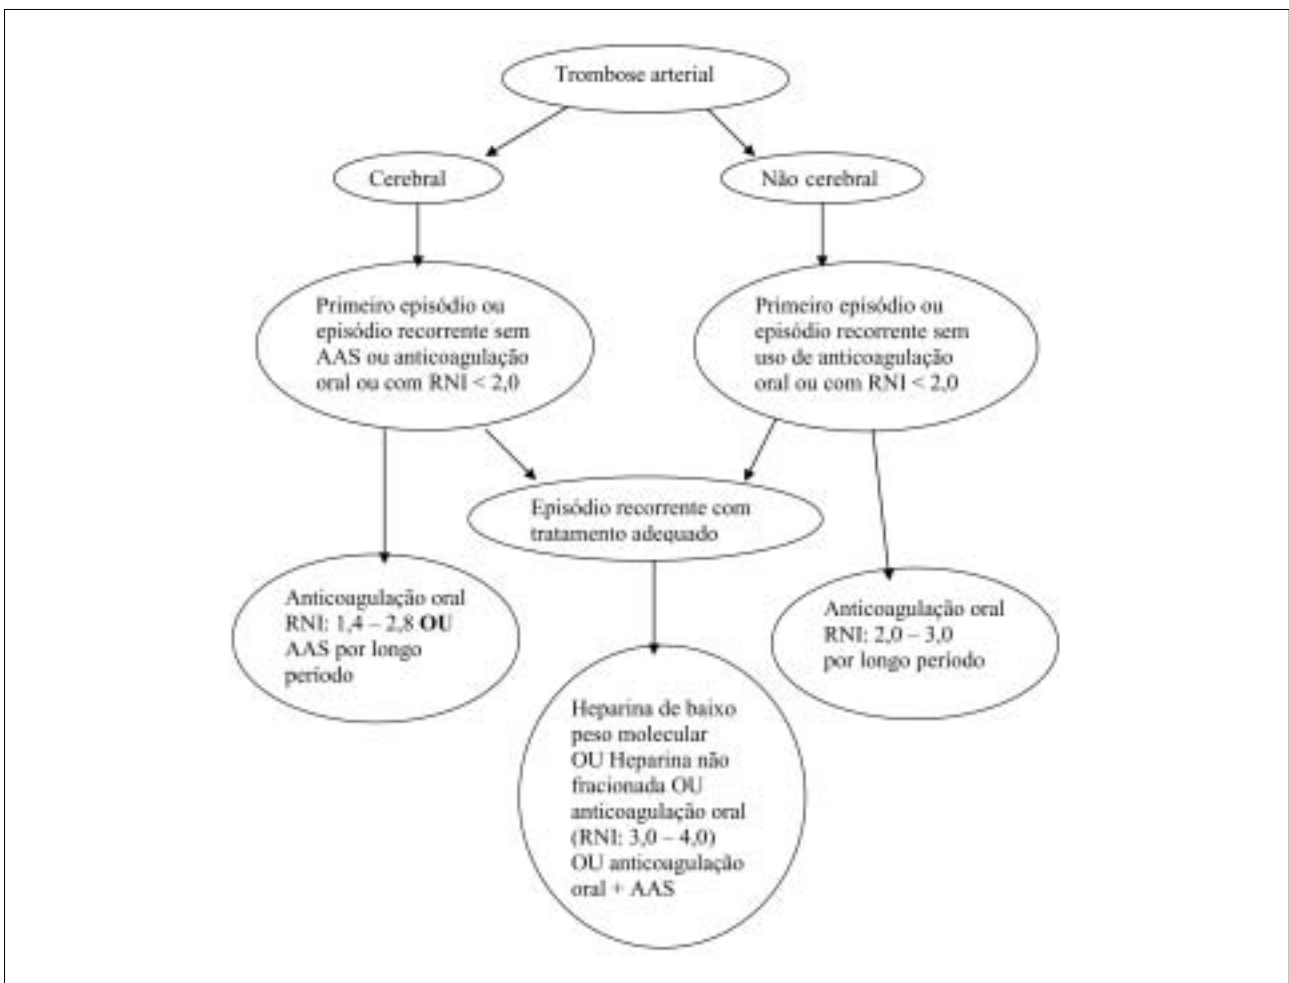 Trombose arterial
Cerebral
Não cerebral
Primeiro episódio ou
episódio recorrente sem
AAS ou anticoagulação
oral ou com RNI < 2,0
Primeiro episódio ou
episódio recorrente sem
uso de anticoagulação
oral ou com RNI < 2,0
Episódio recorrente com
tratamento adequado
Anticoagulação oral
RNI: 1,4 – 2,8 OU
AAS por longo
período
Anticoagulação oral
RNI: 2,0 – 3,0
por longo período
Heparina de baixo
peso molecular
OU Heparina não
fracionada OU
anticoagulação oral
(RNI: 3,0 – 4,0)
OU anticoagulação
oral + AAS